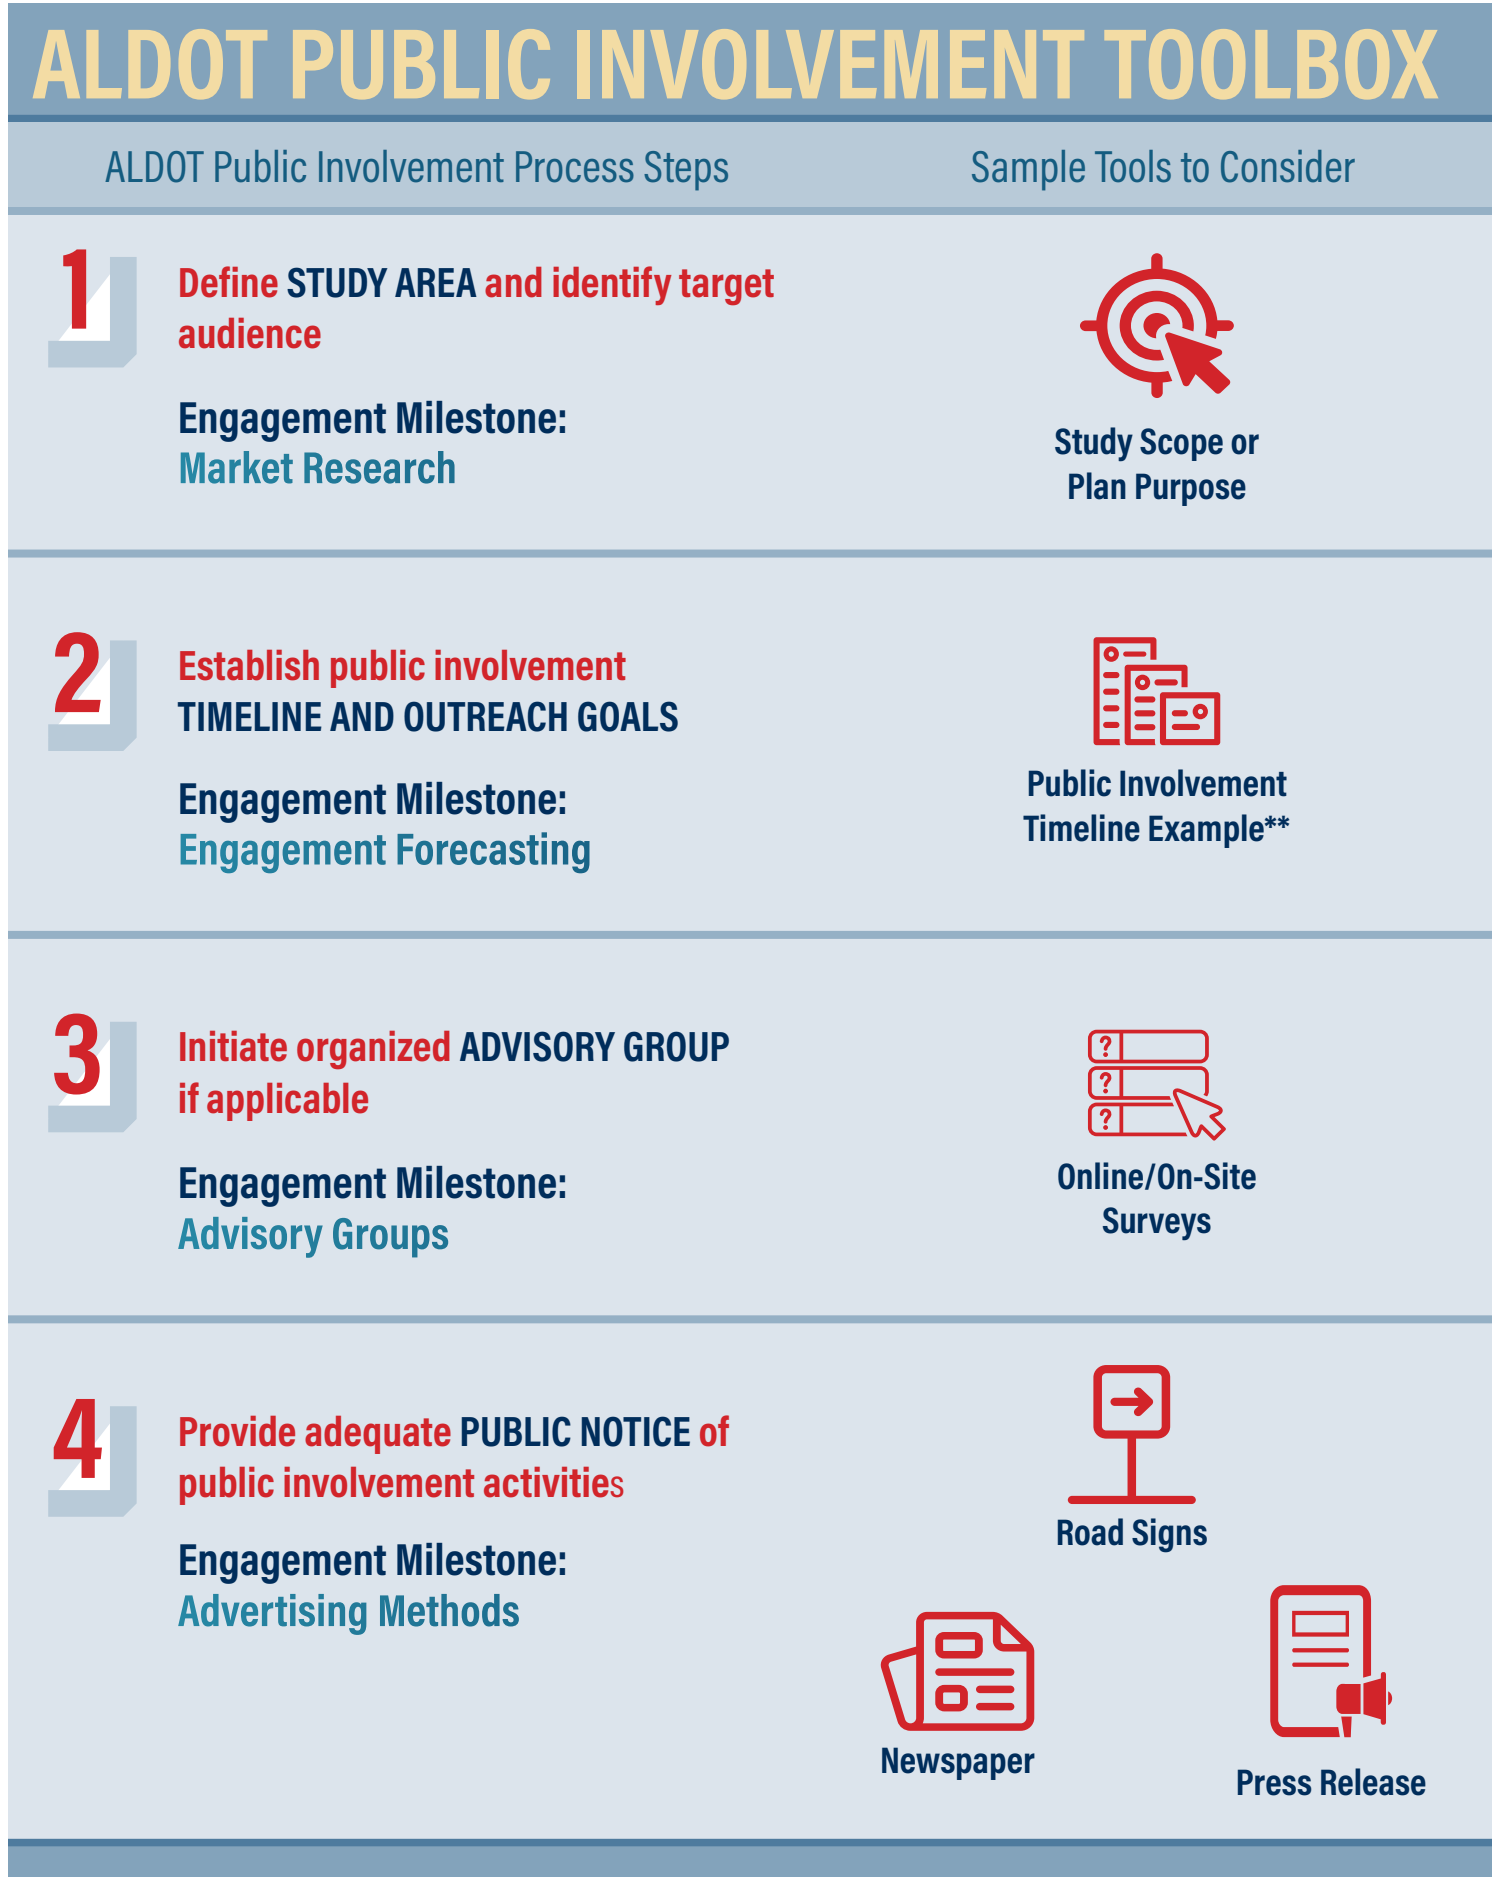 ALDOT PUBLIC INVOLVEMENT TOOLBOX
ALDOT Public Involvement Process Steps
Sample Tools to Consider
1
Define STUDY AREA and identify target
audience
Engagement Milestone:
Market Research
Study Scope or
Plan Purpose
2
Establish public involvement
TIMELINE AND OUTREACH GOALS
Engagement Milestone:
Engagement Forecasting
Public Involvement
Timeline Example**
3
Initiate organized ADVISORY GROUP
if applicable
Engagement Milestone:
Advisory Groups
?
?
?
Online/On-Site
Surveys
4
Provide adequate PUBLIC NOTICE of
public involvement activities
Engagement Milestone:
Advertising Methods
Road Signs
Newspaper
Press Release